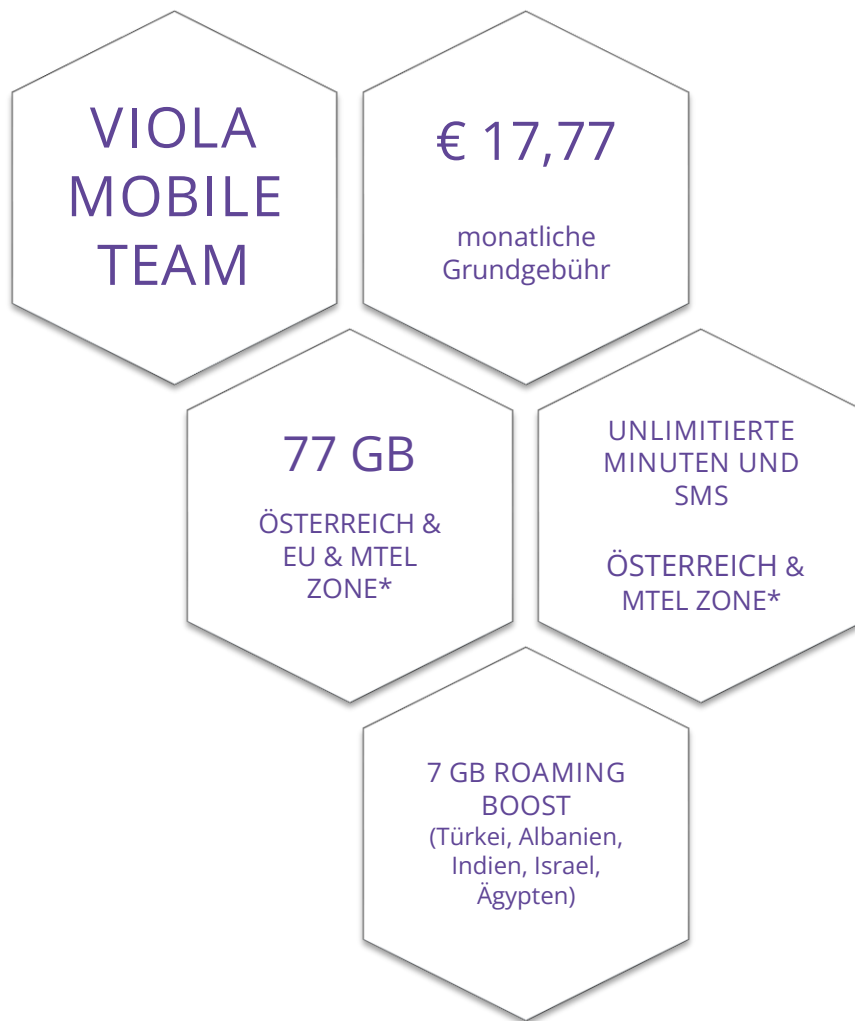 VIOLA
MOBILE
TEAM
€ 17,77
monatliche
Grundgebühr
77 GB
ÖSTERREICH &
EU & MTEL
ZONE*
UNLIMITIERTE
MINUTEN UND
SMS
ÖSTERREICH &
MTEL ZONE*
7 GB ROAMING
BOOST
(Türkei, Albanien,
Indien, Israel,
Ägypten)